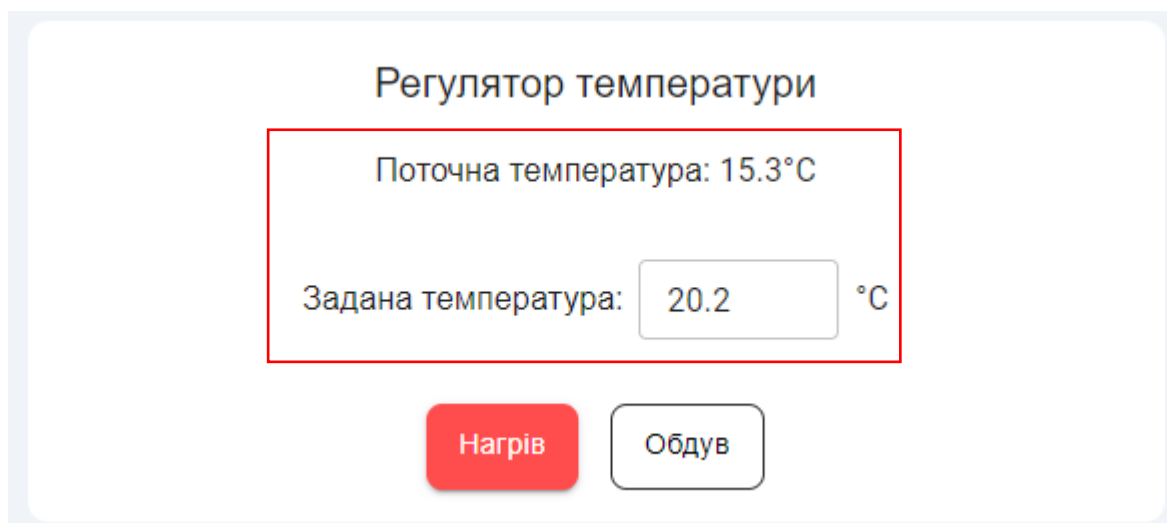 Регулятор температури
Поточна температура: 15.3°C
Задана температура: 20.2 °C
Нагрів Обдув